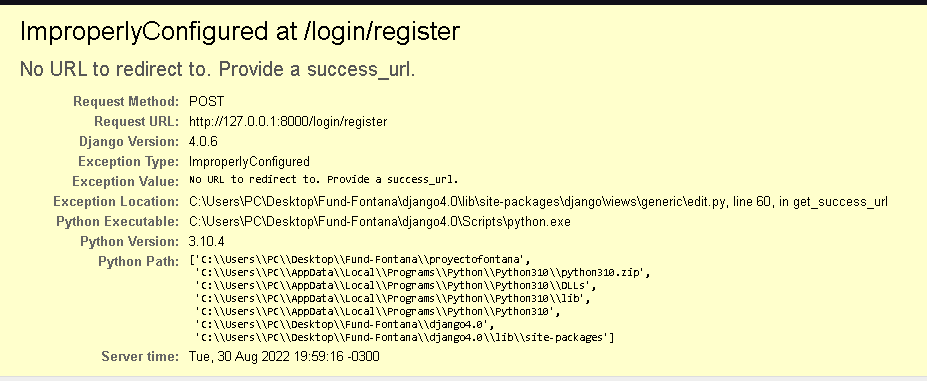 ImproperlyConfigured at /login/register
No URL to redirect to. Provide a success_url.
Request Method: POST
Request URL: http://127.0.0.1:8000/login/register
Django Version: 4.0.6
Exception Type: ImproperlyConfigured
Exception Value: No URL to redirect to. Provide a success_url.
Exception Location: C:\Users\PC\Desktop\Fund-Fontana\django4.0\lib\site-packages\django\views\generic\edit.py, line 60, in get_success_url
Python Executable: C:\Users\PC\Desktop\Fund-Fontana\django4.0\Scripts\python.exe
Python Version: 3.10.4
Python Path: ['C:\\Users\\PC\\Desktop\\Fund-Fontana\\proyectofontana',
'C:\\Users\\PC\\AppData\\Local\\Programs\\Python\\Python310\\python310.zip',
'C:\\Users\\PC\\AppData\\Local\\Programs\\Python\\Python310\\DLLs',
'C:\\Users\\PC\\AppData\\Local\\Programs\\Python\\Python310\\lib',
'C:\\Users\\PC\\AppData\\Local\\Programs\\Python\\Python310',
'C:\\Users\\PC\\Desktop\\Fund-Fontana\\django4.0',
'C:\\Users\\PC\\Desktop\\Fund-Fontana\\django4.0\\lib\\site-packages']
Server time: Tue, 30 Aug 2022 19:59:16 -0300